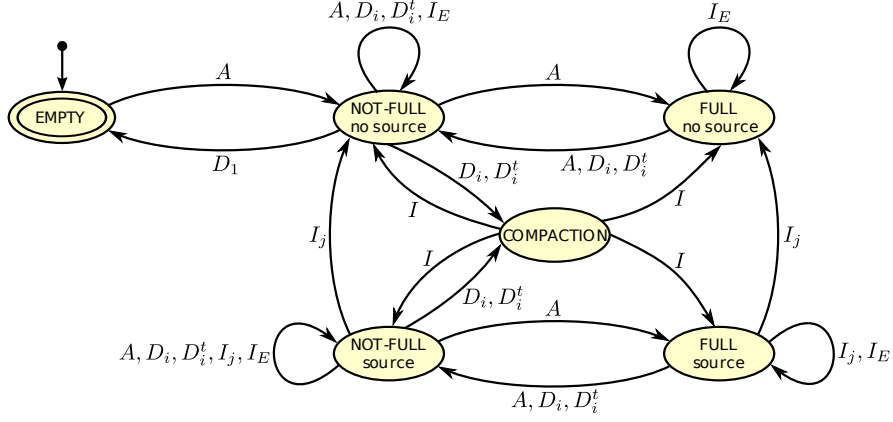 A, D_i, D_i^t, I_E
I_E
A
A
EMPTY
NOT-FULL
no source
FULL
no source
D_1
A, D_i, D_i^t
D_i, D_i^t
I
I
I_j
COMPACTION
I_j
I
I
D_i, D_i^t
A
A, D_i, D_i^t, I_j, I_E
NOT-FULL
source
FULL
source
I_j, I_E
A, D_i, D_i^t